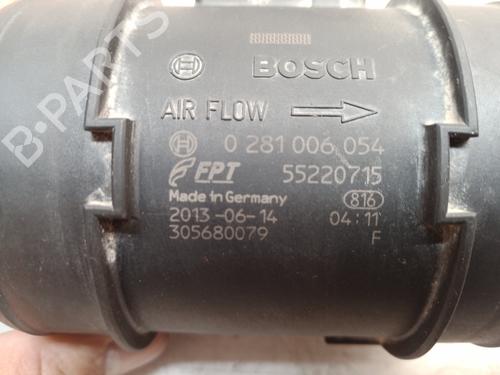 BOSCH
AIR FLOW
0 281 006 054
FPT 55220715
Made in Germany 816
2013-06-14 04:11
305680079 F
B-PARTS